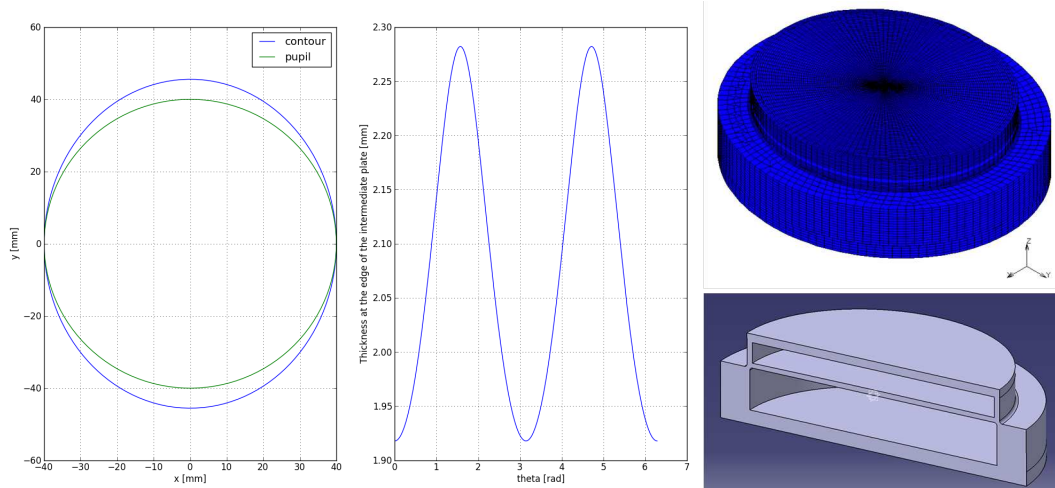 60
40
20
0
−20
−40
−60
y [mm]
−40 −30 −20 −10 0 10 20 30 40
x [mm]
contour
pupil
2.30
2.25
2.20
2.15
2.10
2.05
2.00
1.95
1.90
Thickness at the edge of the intermediate plate [mm]
0 1 2 3 4 5 6 7
theta [rad]
Z
X
Y